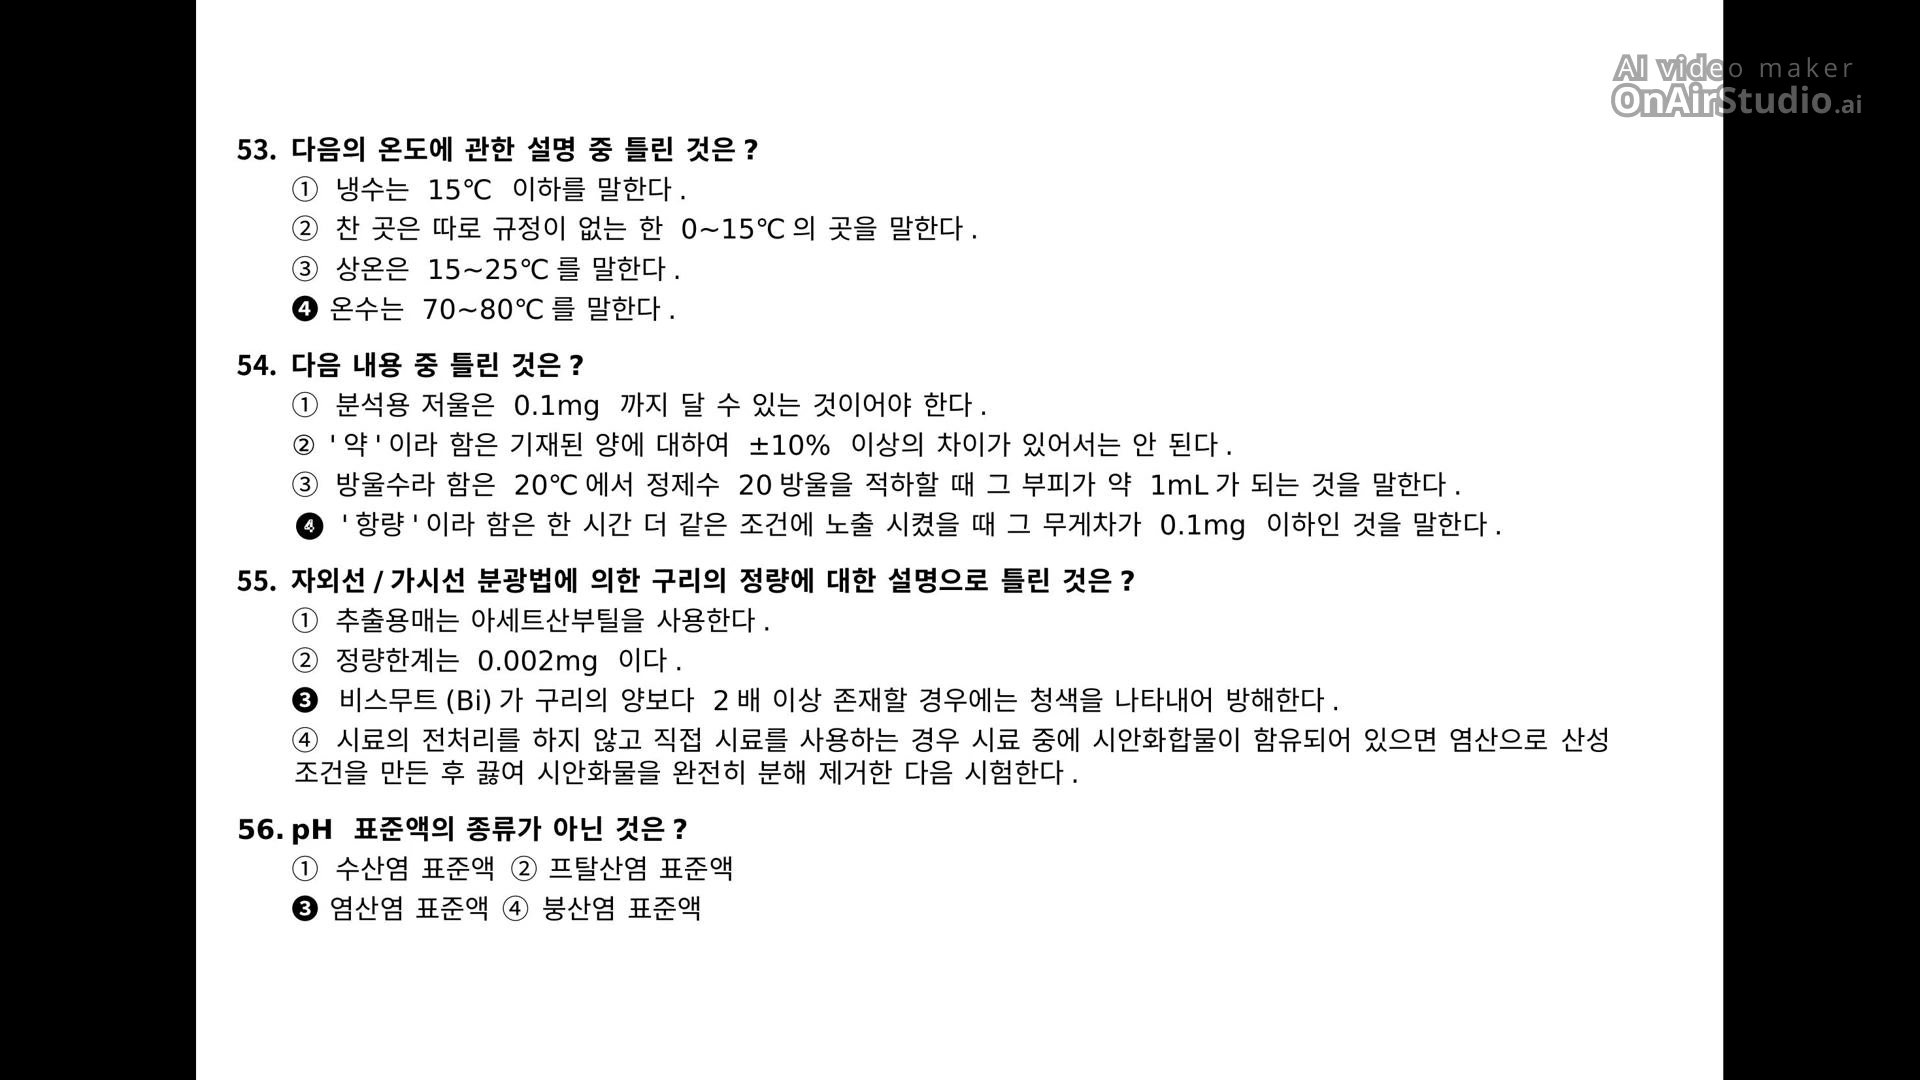 AI video maker
OnAirStudio.ai
53. 다음의 온도에 관한 설명 중 틀린 것은?
① 냉수는 15℃ 이하를 말한다.
② 찬 곳은 따로 규정이 없는 한 0~15℃의 곳을 말한다.
③ 상온은 15~25℃를 말한다.
❹ 온수는 70~80℃를 말한다.
54. 다음 내용 중 틀린 것은?
① 분석용 저울은 0.1mg 까지 달 수 있는 것이어야 한다.
② '약'이라 함은 기재된 양에 대하여 ±10% 이상의 차이가 있어서는 안 된다.
③ 방울수라 함은 20℃에서 정제수 20방울을 적하할 때 그 부피가 약 1mL가 되는 것을 말한다.
❹ '항량'이라 함은 한 시간 더 같은 조건에 노출 시켰을 때 그 무게차가 0.1mg 이하인 것을 말한다.
55. 자외선/가시선 분광법에 의한 구리의 정량에 대한 설명으로 틀린 것은?
① 추출용매는 아세트산부틸을 사용한다.
② 정량한계는 0.002mg 이다.
❸ 비스무트(Bi)가 구리의 양보다 2배 이상 존재할 경우에는 청색을 나타내어 방해한다.
④ 시료의 전처리를 하지 않고 직접 시료를 사용하는 경우 시료 중에 시안화합물이 함유되어 있으면 염산으로 산성
조건을 만든 후 끓여 시안화물을 완전히 분해 제거한 다음 시험한다.
56. pH 표준액의 종류가 아닌 것은?
① 수산염 표준액 ② 프탈산염 표준액
❸ 염산염 표준액 ④ 붕산염 표준액